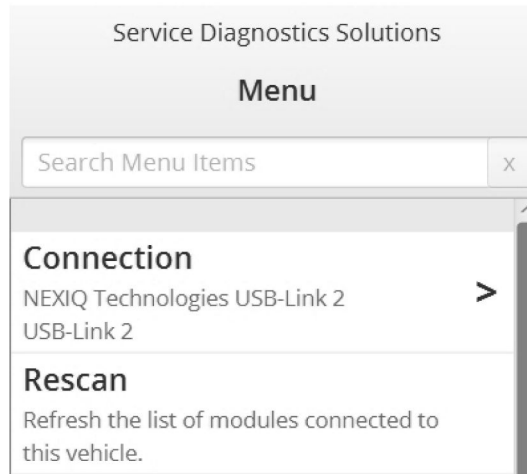 Service Diagnostics Solutions
Menu
Search Menu Items
x
Connection
NEXIQ Technologies USB-Link 2
USB-Link 2
>
Rescan
Refresh the list of modules connected to
this vehicle.